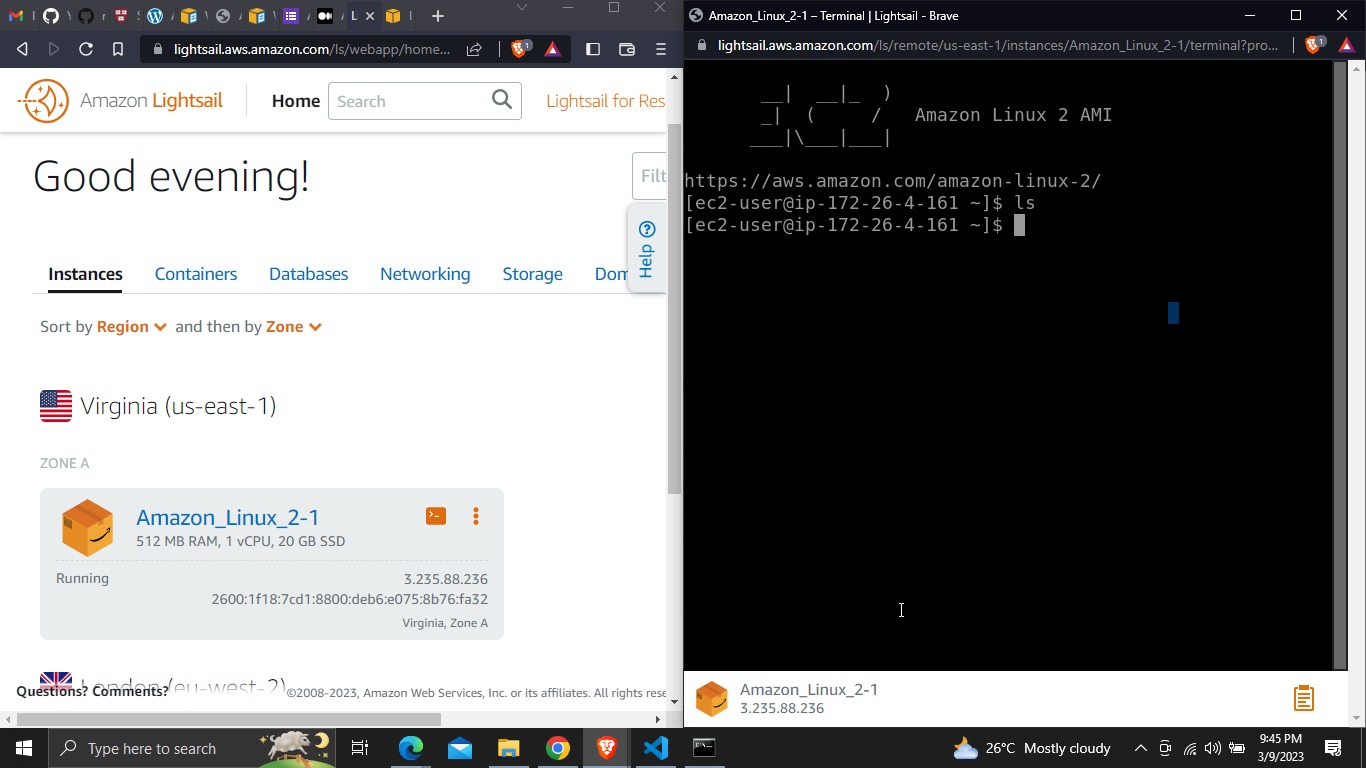 lightsail.aws.amazon.com/ls/webapp/home...
1
Amazon Lightsail
Home
Search
Lightsail for Res
Good evening!
Filt
Help
Instances
Containers
Databases
Networking
Storage
Dom
Sort by Region and then by Zone
Virginia (us-east-1)
ZONE A
Amazon_Linux_2-1
512 MB RAM, 1 vCPU, 20 GB SSD
Running
3.235.88.236
2600:1f18:7cd1:8800:deb6:e075:8b76:fa32
Virginia, Zone A
London (eu-west-2)
Questions? Comments?
©2008-2023, Amazon Web Services, Inc. or its affiliates. All rights rese
Amazon_Linux_2-1 – Terminal | Lightsail - Brave
lightsail.aws.amazon.com/ls/remote/us-east-1/instances/Amazon_Linux_2-1/terminal?pro...
1
__|  __|_  )
_|  (     /   Amazon Linux 2 AMI
___|\___|___|
https://aws.amazon.com/amazon-linux-2/
[ec2-user@ip-172-26-4-161 ~]$ ls
[ec2-user@ip-172-26-4-161 ~]$
Amazon_Linux_2-1
3.235.88.236
Type here to search
26°C Mostly cloudy
9:45 PM
3/9/2023